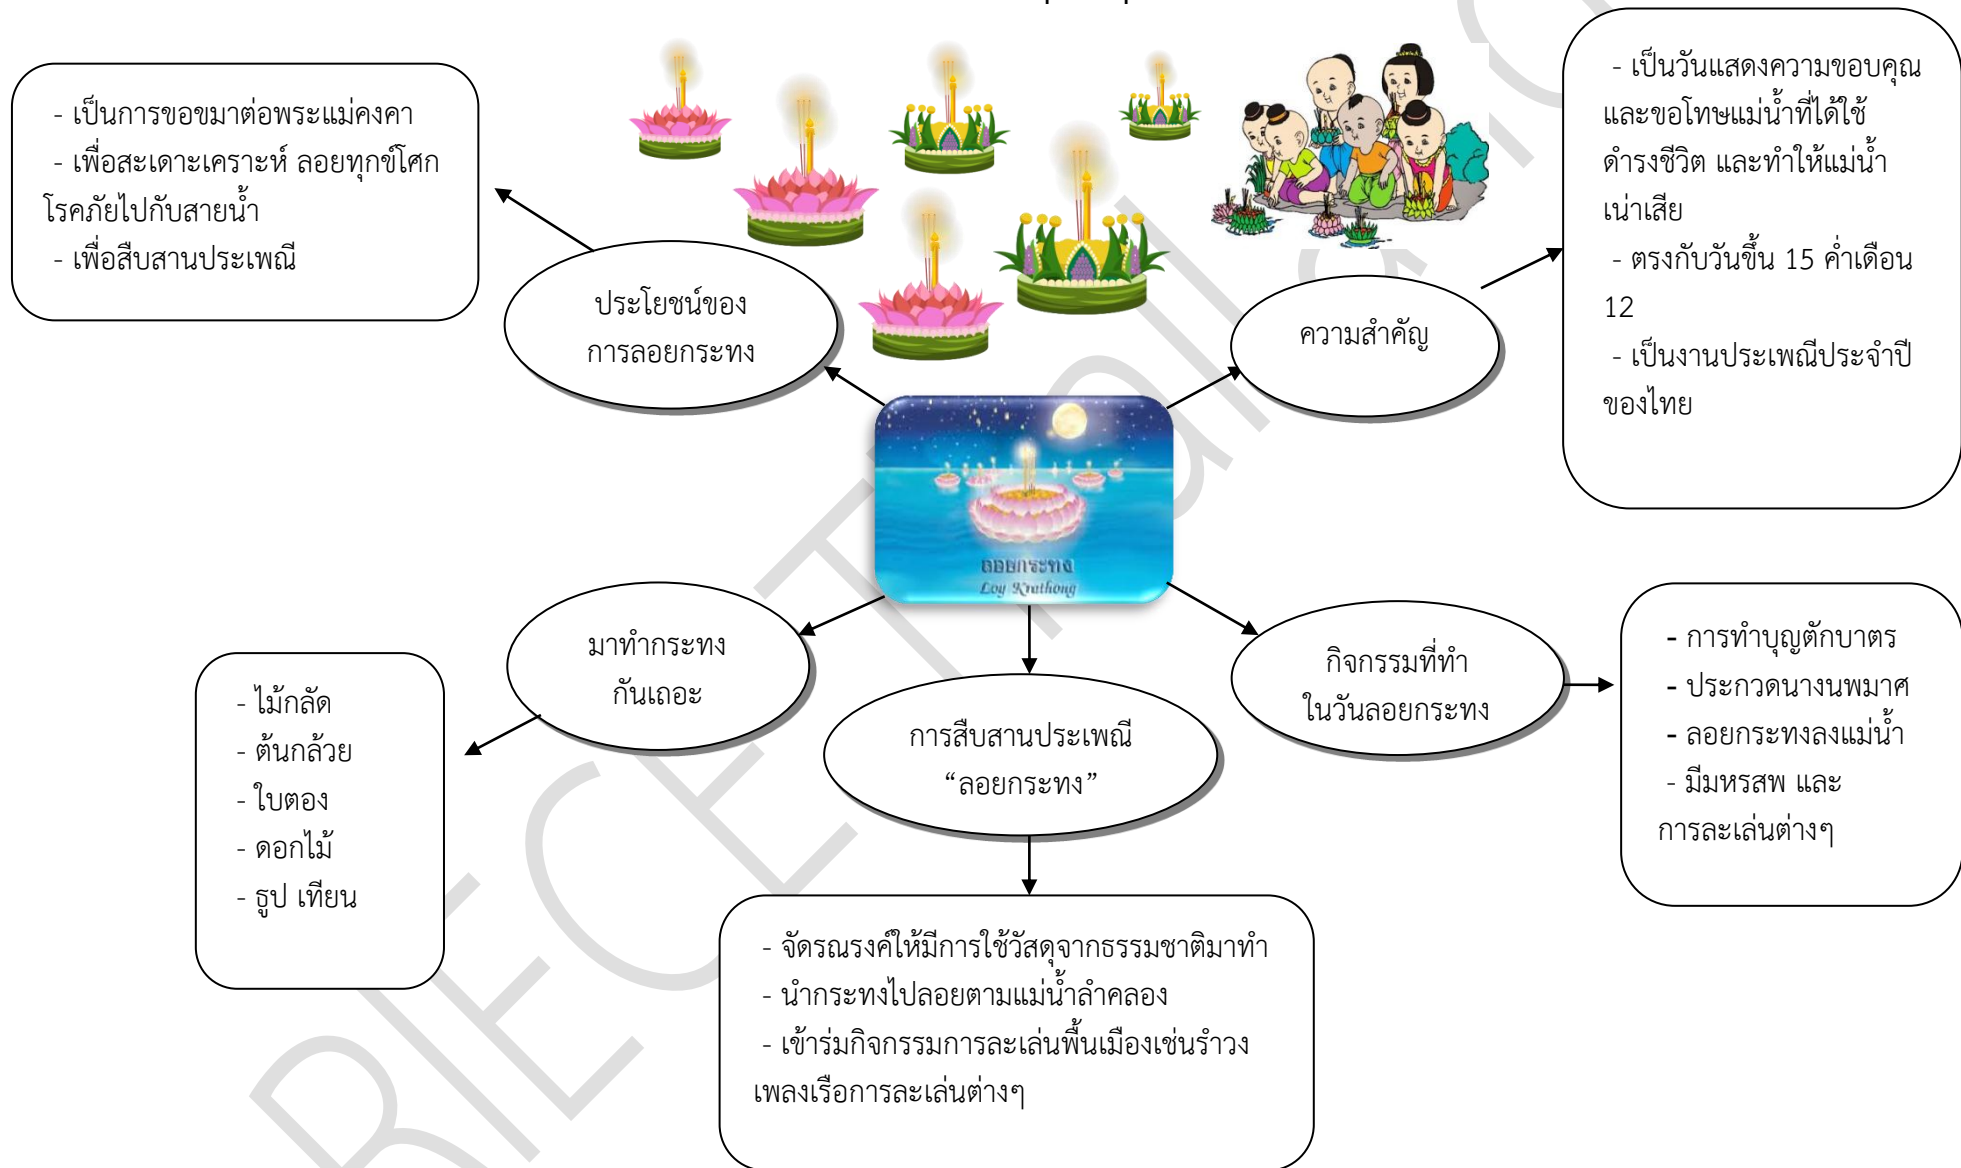 - เป็นการขอขมาต่อพระแม่คงคา
- เพื่อสะเดาะเคราะห์ ลอยทุกข์โศก
โรคภัยไปกับสายน้ำ
- เพื่อสืบสานประเพณี
ประโยชน์ของ
การลอยกระทง
- เป็นวันแสดงความขอบคุณ
และขอโทษแม่น้ำที่ได้ใช้
ดำรงชีวิต และทำให้แม่น้ำ
เน่าเสีย
- ตรงกับวันขึ้น 15 ค่ำเดือน
12
- เป็นงานประเพณีประจำปี
ของไทย
ความสำคัญ
ลอยกระทง
Loy Krathong
มาทำกระทง
กันเถอะ
- ไม้กลัด
- ต้นกล้วย
- ใบตอง
- ดอกไม้
- ธูป เทียน
การสืบสานประเพณี
“ลอยกระทง”
- จัดรณรงค์ให้มีการใช้วัสดุจากธรรมชาติมาทำ
- นำกระทงไปลอยตามแม่น้ำลำคลอง
- เข้าร่มกิจกรรมการละเล่นพื้นเมืองเช่นรำวง
เพลงเรือการละเล่นต่างๆ
กิจกรรมที่ทำ
ในวันลอยกระทง
- การทำบุญตักบาตร
- ประกวดนางนพมาศ
- ลอยกระทงลงแม่น้ำ
- มีมหรสพ และ
การละเล่นต่างๆ